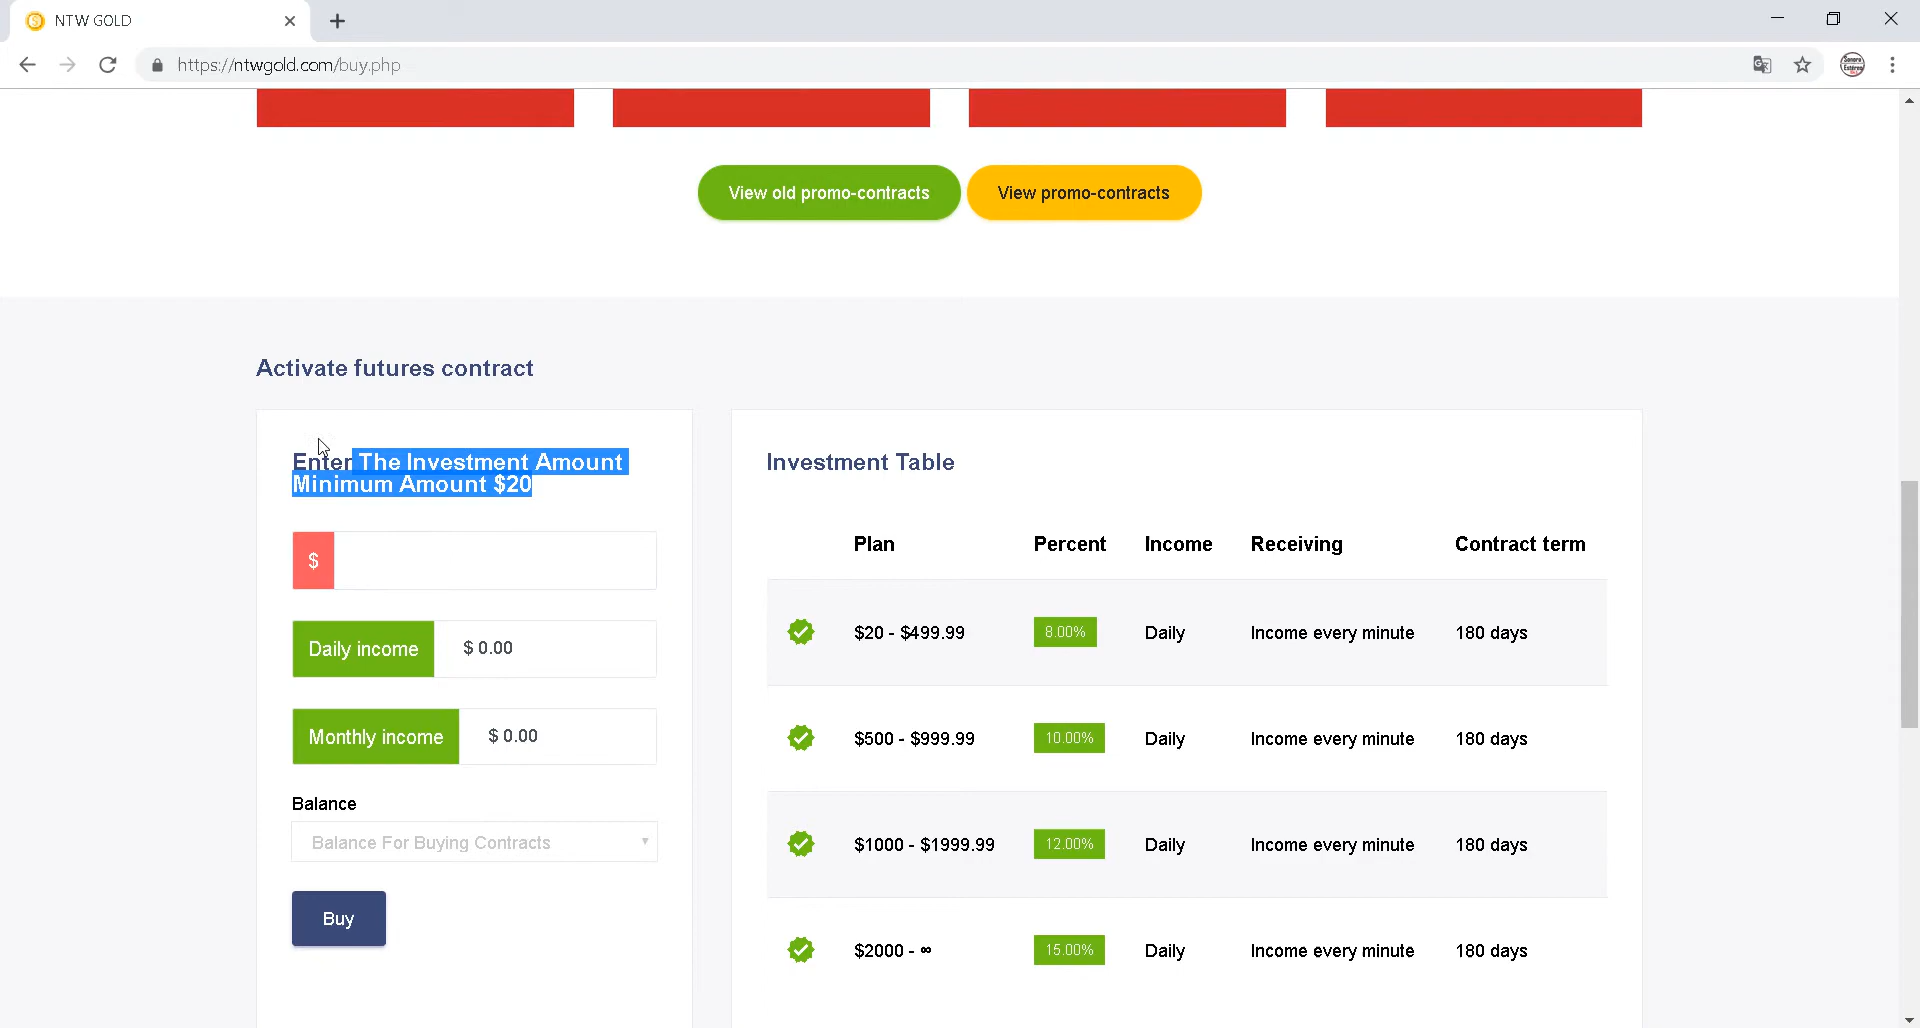 NTW GOLD
https://ntwgold.com/buy.php
View old promo-contracts
View promo-contracts
Activate futures contract
Enter The Investment Amount
Minimum Amount $20
$
Daily income
$ 0.00
Monthly income
$ 0.00
Balance
Balance For Buying Contracts
Buy
Investment Table
Plan Percent Income Receiving Contract term
$20 - $499.99 8.00% Daily Income every minute 180 days
$500 - $999.99 10.00% Daily Income every minute 180 days
$1000 - $1999.99 12.00% Daily Income every minute 180 days
$2000 - ∞ 15.00% Daily Income every minute 180 days